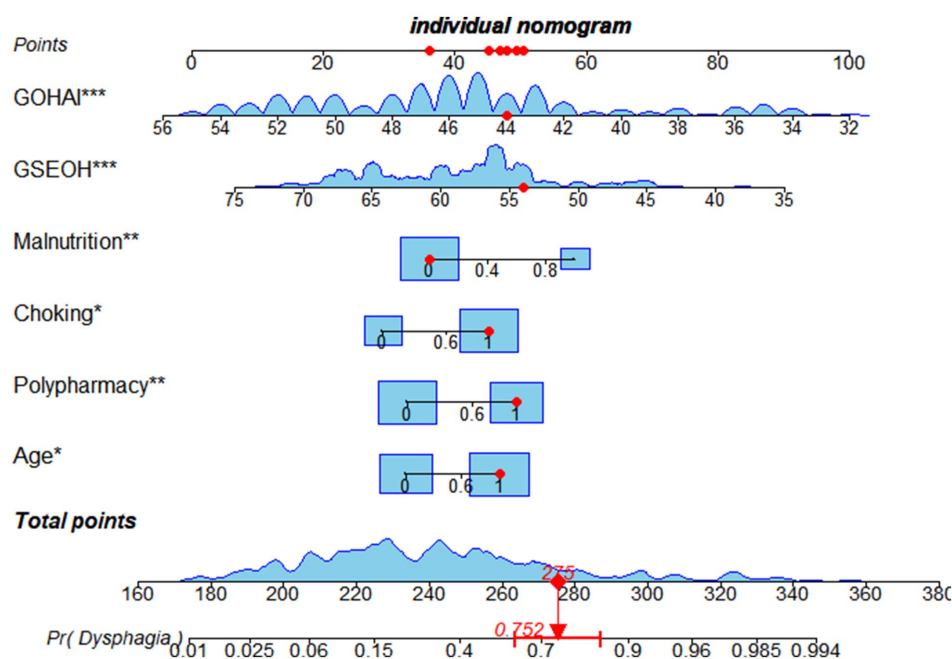 individual nomogram
Points
0 20 40 60 80 100
GOHAI***
56 54 52 50 48 46 44 42 40 38 36 34 32
GSEOH***
75 70 65 60 55 50 45 40 35
Malnutrition**
0 0.4 0.8
Choking*
0 0.6 1
Polypharmacy**
0 0.6 1
Age*
0 0.6 1
Total points
275
160 180 200 220 240 260 280 300 320 340 360 380
0.752
Pr( Dysphagia )
0.01 0.025 0.06 0.15 0.4 0.7 0.9 0.96 0.985 0.994